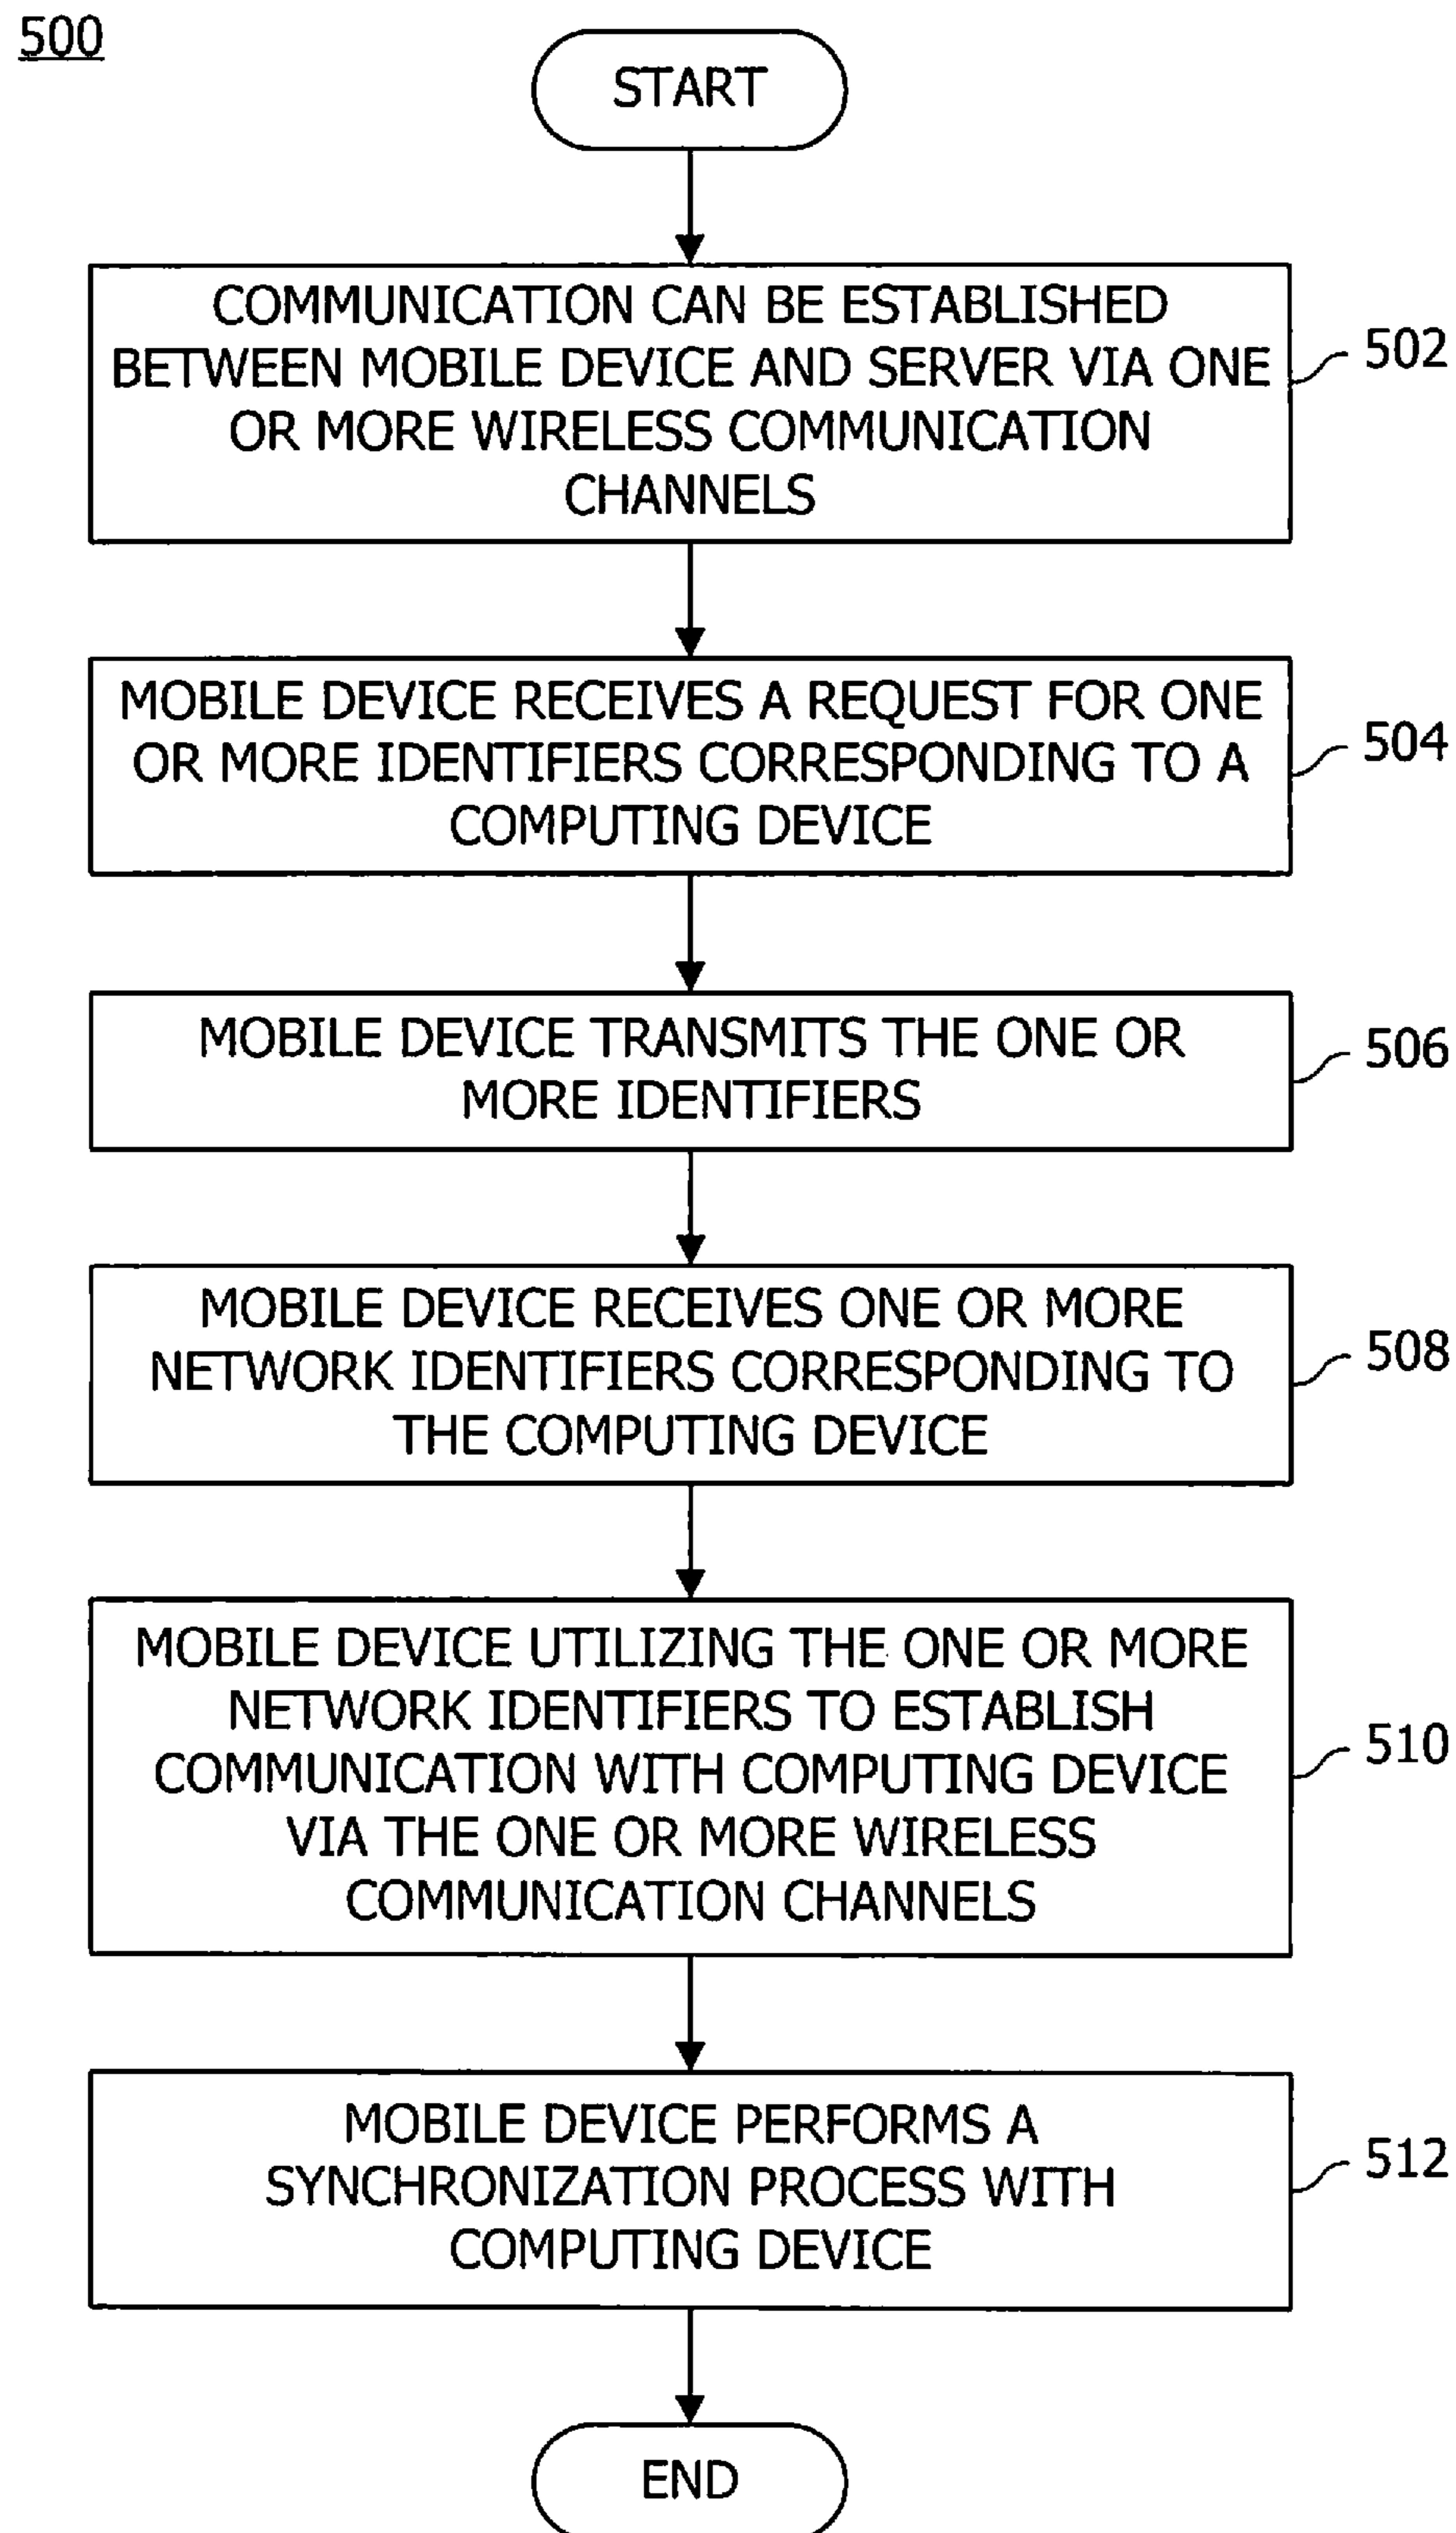 500
START
COMMUNICATION CAN BE ESTABLISHED
BETWEEN MOBILE DEVICE AND SERVER VIA ONE
OR MORE WIRELESS COMMUNICATION
CHANNELS
502
MOBILE DEVICE RECEIVES A REQUEST FOR ONE
OR MORE IDENTIFIERS CORRESPONDING TO A
COMPUTING DEVICE
504
MOBILE DEVICE TRANSMITS THE ONE OR
MORE IDENTIFIERS
506
MOBILE DEVICE RECEIVES ONE OR MORE
NETWORK IDENTIFIERS CORRESPONDING TO
THE COMPUTING DEVICE
508
MOBILE DEVICE UTILIZING THE ONE OR MORE
NETWORK IDENTIFIERS TO ESTABLISH
COMMUNICATION WITH COMPUTING DEVICE
VIA THE ONE OR MORE WIRELESS
COMMUNICATION CHANNELS
510
MOBILE DEVICE PERFORMS A
SYNCHRONIZATION PROCESS WITH
COMPUTING DEVICE
512
END